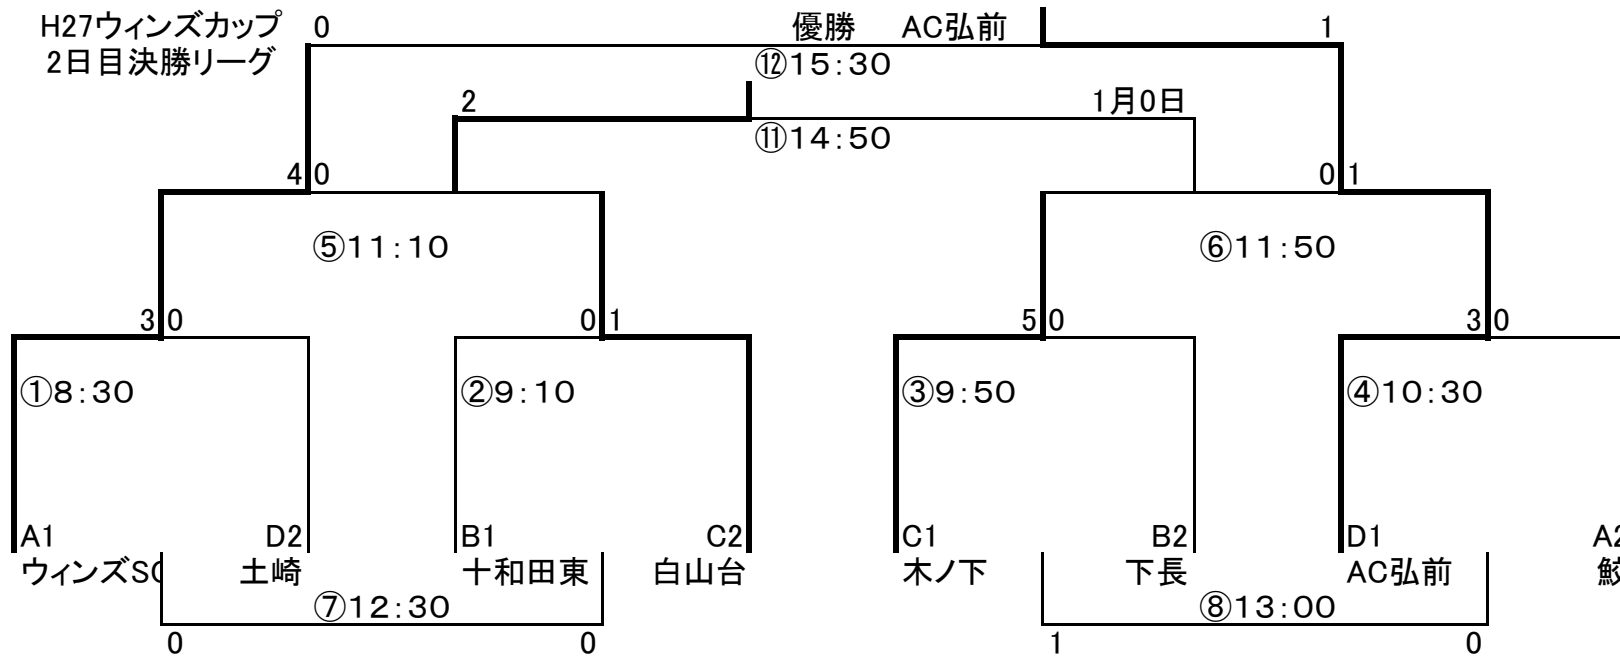 H27ウィンズカップ 0 優勝 AC弘前 1
2日目決勝リーグ
⑫15:30
2 1月0日
⑪14:50
4 0 0 1
⑤11:10 ⑥11:50
3 0 0 1 5 0 3 0
①8:30 ②9:10 ③9:50 ④10:30
A1 D2 B1 C2 C1 B2 D1 A2
ウィンズSC 土崎 十和田東 白山台 木ノ下 下長 AC弘前 鮫
⑦12:30 ⑧13:00
0 0 1 0